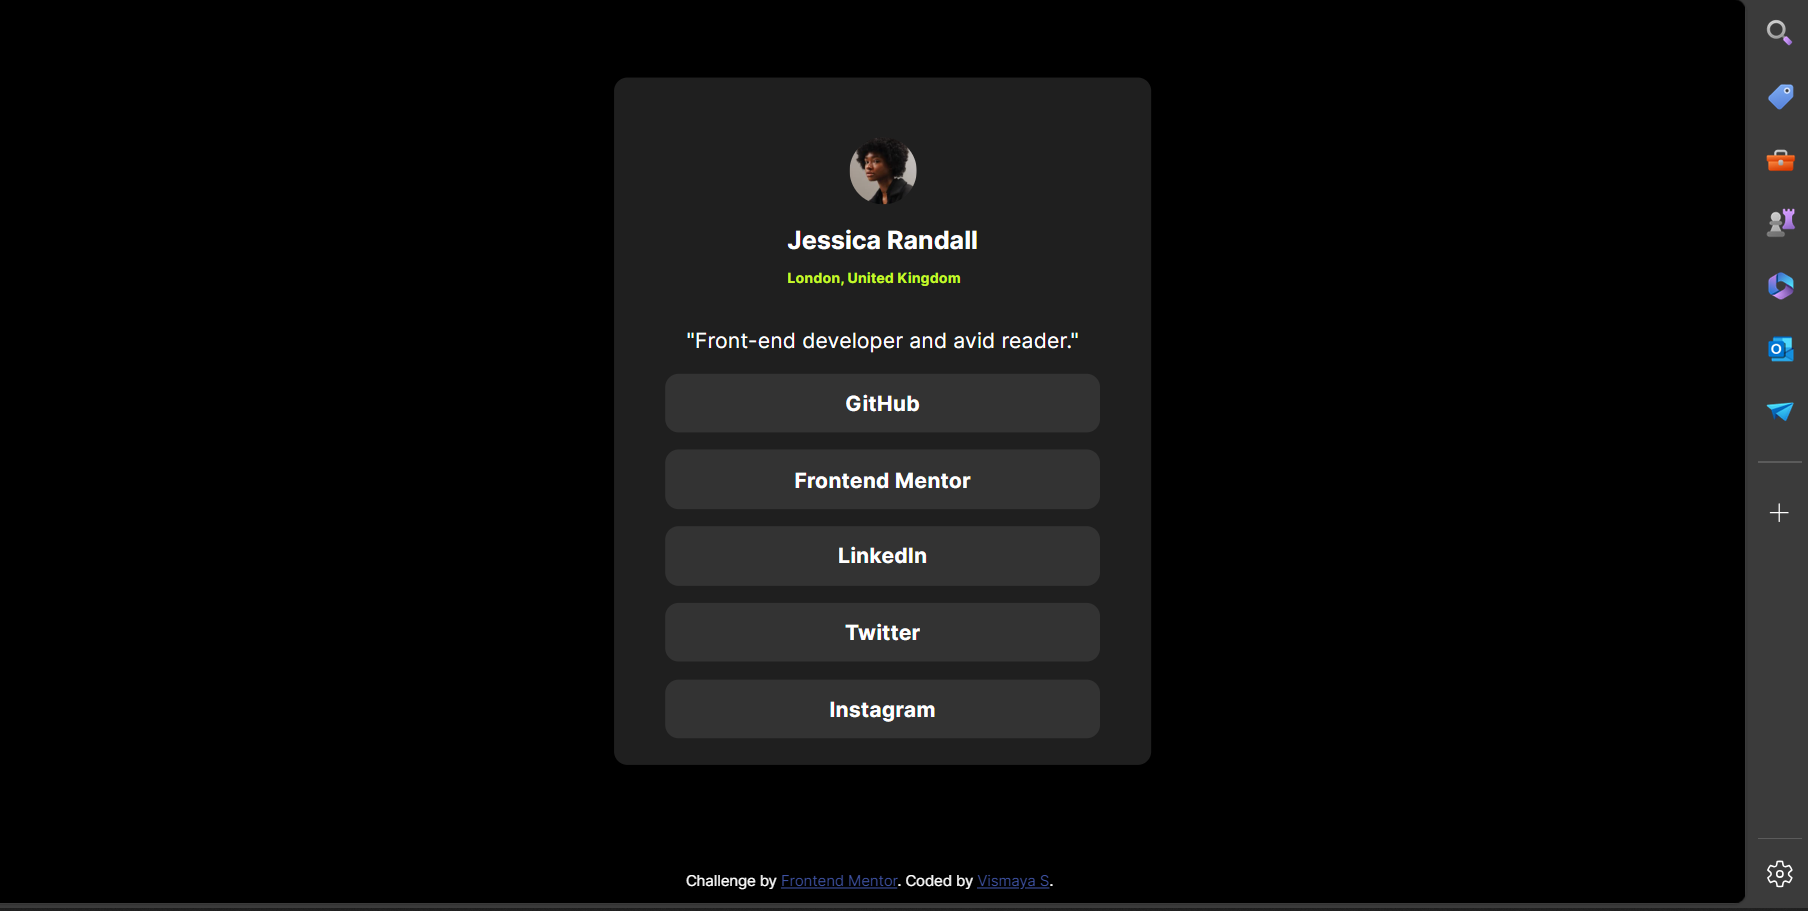 Jessica Randall
London, United Kingdom
"Front-end developer and avid reader."
GitHub
Frontend Mentor
LinkedIn
Twitter
Instagram
Challenge by Frontend Mentor. Coded by Vismaya S.